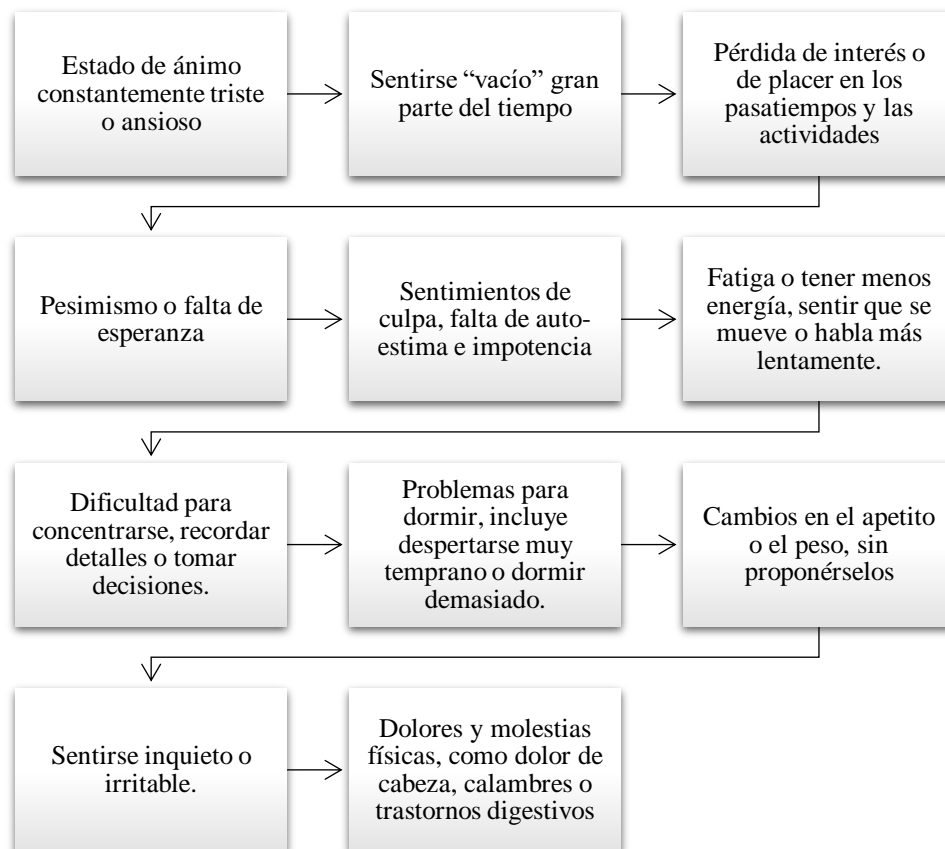 Estado de ánimo
constantemente triste
o ansioso
Sentirse “vacío” gran
parte del tiempo
Pérdida de interés o
de placer en los
pasatiempos y las
actividades
Pesimismo o falta de
esperanza
Sentimientos de
culpa, falta de auto-
estima e impotencia
Fatiga o tener menos
energía, sentir que se
mueve o habla más
lentamente.
Dificultad para
concentrarse, recordar
detalles o tomar
decisiones.
Problemas para
dormir, incluye
despertarse muy
temprano o dormir
demasiado.
Cambios en el apetito
o el peso, sin
proponérselos
Sentirse inquieto o
irritable.
Dolores y molestias
físicas, como dolor de
cabeza, calambres o
trastornos digestivos